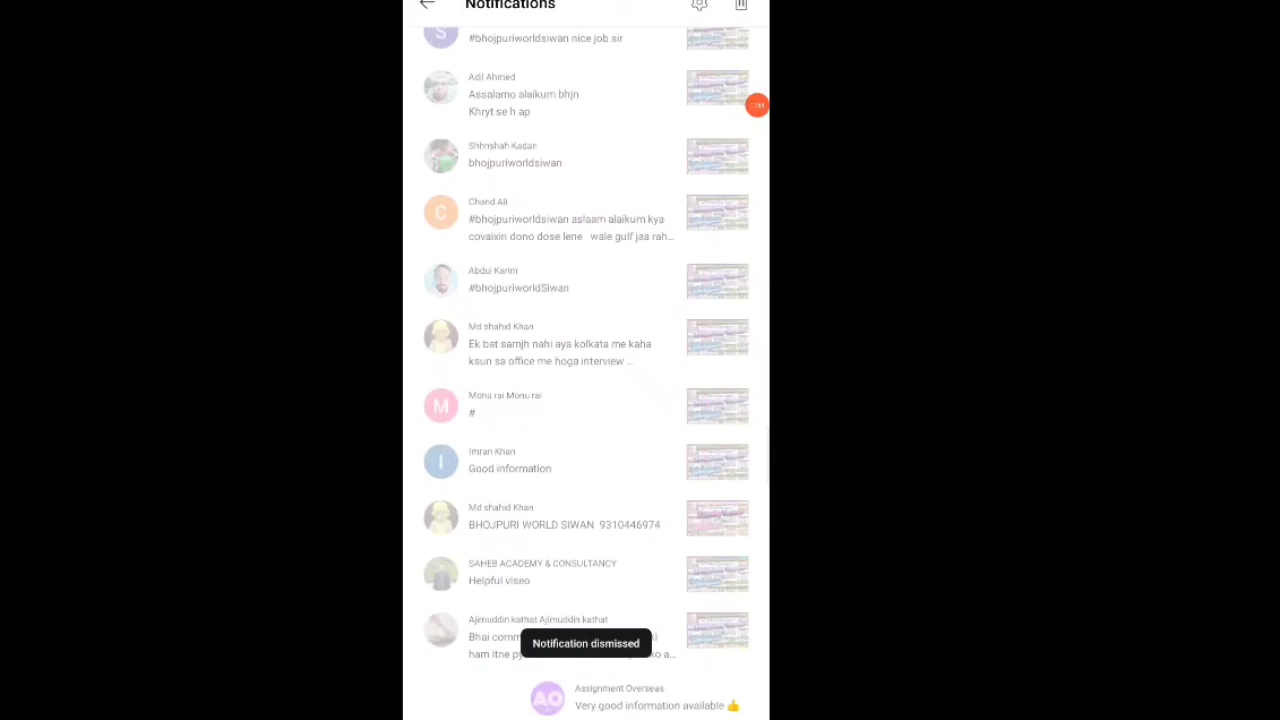 Notifications
S
#bhojpuriworldsiwan nice job sir
Adil Ahmed
Assalamo alaikum bhjn
Khryt se h ap
Shhnshah Kadari
bhojpuriworldsiwan
C
Chand Ali
#bhojpuriworldsiwan aslaam alaikum kya
covaixin dono dose lene wale gulf jaa rah...
Abdul Karim
#bhojpuriworldSiwan
Md shahid Khan
Ek bat samjh nahi aya kolkata me kaha
ksun sa office me hoga interview ...
M
Monu rai Monu rai
#
I
Imran Khan
Good information
Md shahid Khan
BHOJPURI WORLD SIWAN 9310446974
SAHEB ACADEMY & CONSULTANCY
Helpful viseo
Ajimuddin kathat Ajimuddin kathat
Bhai
Notification dismissed
ham itne
AO
Assignment Overseas
Very good information available 👍